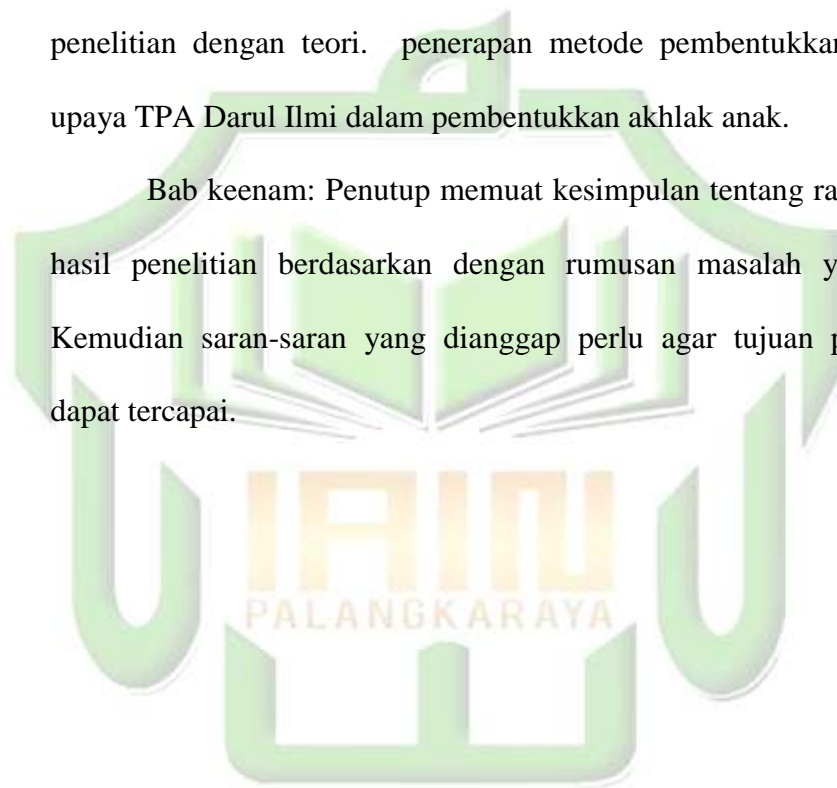 penelitian dengan teori. penerapan metode pembentukkan
upaya TPA Darul Ilmi dalam pembentukkan akhlak anak.
Bab keenam: Penutup memuat kesimpulan tentang
hasil penelitian berdasarkan dengan rumusan masalah
Kemudian saran-saran yang dianggap perlu agar tujuan
dapat tercapai.
IAIN
PALANGKARAYA